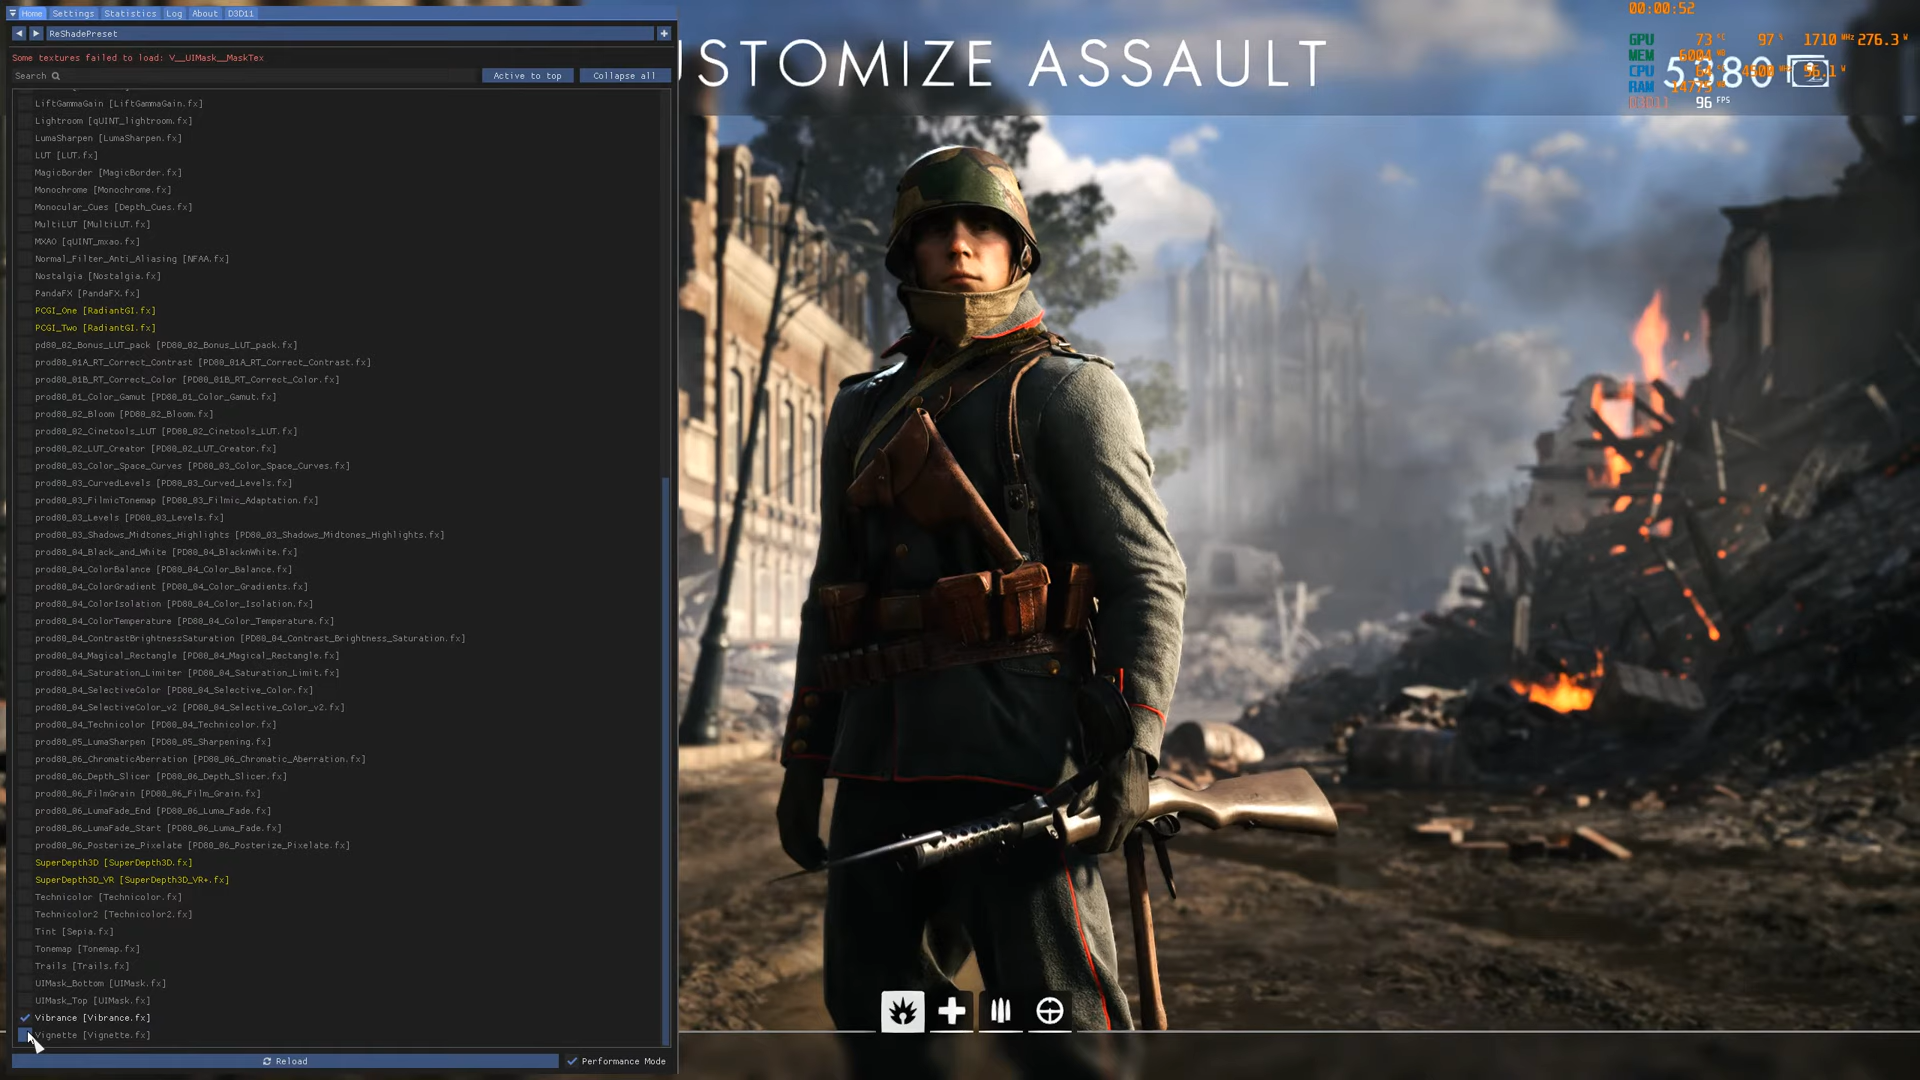 Home Settings Statistics Log About D3D11
ReShadePreset +
Some textures failed to load: V__UIMask__MaskTex
Search Active to top Collapse all
LiftGammaGain [LiftGammaGain.fx]
Lightroom [qUINT_lightroom.fx]
LumaSharpen [LumaSharpen.fx]
LUT [LUT.fx]
MagicBorder [MagicBorder.fx]
Monochrome [Monochrome.fx]
Monocular_Cues [Depth_Cues.fx]
MultiLUT [MultiLUT.fx]
MXAO [qUINT_mxao.fx]
Normal_Filter_Anti_Aliasing [NFAA.fx]
Nostalgia [Nostalgia.fx]
PandaFX [PandaFX.fx]
PCGI_One [RadiantGI.fx]
PCGI_Two [RadiantGI.fx]
pd80_02_Bonus_LUT_pack [PD80_02_Bonus_LUT_pack.fx]
prod80_01A_RT_Correct_Contrast [PD80_01A_RT_Correct_Contrast.fx]
prod80_01B_RT_Correct_Color [PD80_01B_RT_Correct_Color.fx]
prod80_01_Color_Gamut [PD80_01_Color_Gamut.fx]
prod80_02_Bloom [PD80_02_Bloom.fx]
prod80_02_Cinetools_LUT [PD80_02_Cinetools_LUT.fx]
prod80_02_LUT_Creator [PD80_02_LUT_Creator.fx]
prod80_03_Color_Space_Curves [PD80_03_Color_Space_Curves.fx]
prod80_03_CurvedLevels [PD80_03_Curved_Levels.fx]
prod80_03_FilmicTonemap [PD80_03_Filmic_Adaptation.fx]
prod80_03_Levels [PD80_03_Levels.fx]
prod80_03_Shadows_Midtones_Highlights [PD80_03_Shadows_Midtones_Highlights.fx]
prod80_04_Black_and_White [PD80_04_BlacknWhite.fx]
prod80_04_ColorBalance [PD80_04_Color_Balance.fx]
prod80_04_ColorGradient [PD80_04_Color_Gradients.fx]
prod80_04_ColorIsolation [PD80_04_Color_Isolation.fx]
prod80_04_ColorTemperature [PD80_04_Color_Temperature.fx]
prod80_04_ContrastBrightnessSaturation [PD80_04_Contrast_Brightness_Saturation.fx]
prod80_04_Magical_Rectangle [PD80_04_Magical_Rectangle.fx]
prod80_04_Saturation_Limiter [PD80_04_Saturation_Limit.fx]
prod80_04_SelectiveColor [PD80_04_Selective_Color.fx]
prod80_04_SelectiveColor_v2 [PD80_04_Selective_Color_v2.fx]
prod80_04_Technicolor [PD80_04_Technicolor.fx]
prod80_05_LumaSharpen [PD80_05_Sharpening.fx]
prod80_06_ChromaticAberration [PD80_06_Chromatic_Aberration.fx]
prod80_06_Depth_Slicer [PD80_06_Depth_Slicer.fx]
prod80_06_FilmGrain [PD80_06_Film_Grain.fx]
prod80_06_LumaFade_End [PD80_06_Luma_Fade.fx]
prod80_06_LumaFade_Start [PD80_06_Luma_Fade.fx]
prod80_06_Posterize_Pixelate [PD80_06_Posterize_Pixelate.fx]
SuperDepth3D [SuperDepth3D.fx]
SuperDepth3D_VR [SuperDepth3D_VR+.fx]
Technicolor [Technicolor.fx]
Technicolor2 [Technicolor2.fx]
Tint [Sepia.fx]
Tonemap [Tonemap.fx]
Trails [Trails.fx]
UIMask_Bottom [UIMask.fx]
UIMask_Top [UIMask.fx]
Vibrance [Vibrance.fx]
Vignette [Vignette.fx]
Reload Performance Mode
USTOMIZE ASSAULT
00:00:52
GPU 73 °C 97 % 1710 MHz 276.3 W
MEM 6004 MB
CPU 64 4500
RAM 14775
96 FPS